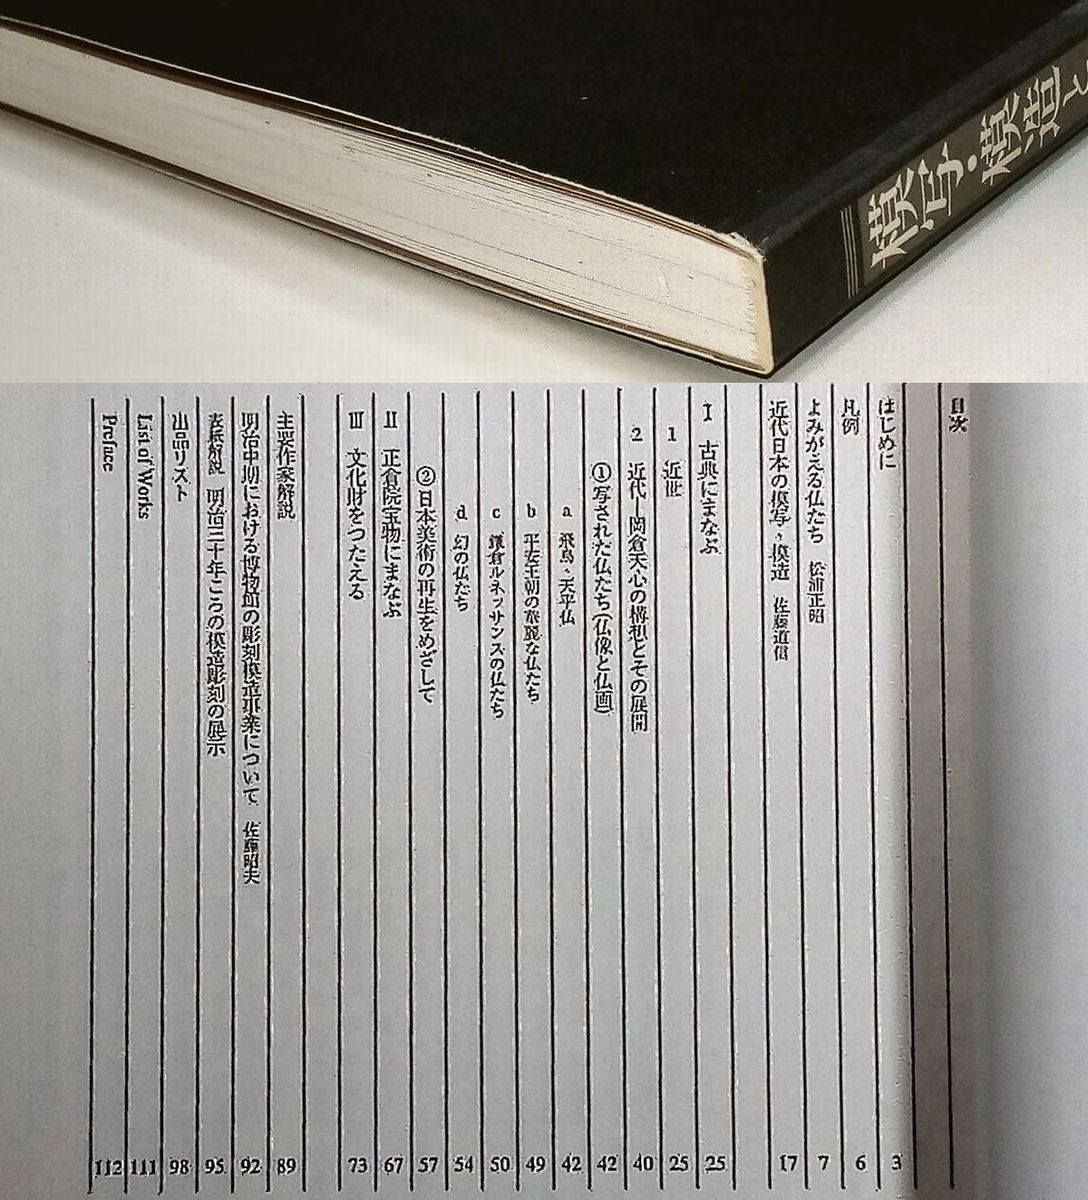 模写・模造と
目次
はじめに 3
凡例 6
よみがえる仏たち 松浦正昭 7
近代日本の模写・模造 佐藤道信 17
I 古典にまなぶ 25
1 近世 25
2 近代―岡倉天心の構想とその展開 40
①写された仏たち(仏像と仏画) 42
a 飛鳥・天平仏 42
b 平安王朝の華麗な仏たち 49
c 鎌倉ルネッサンスの仏たち 50
d 幻の仏たち 54
②日本美術の再生をめざして 57
II 正倉院宝物にまなぶ 67
III 文化財をつたえる 73
主要作家解説 89
明治中期における博物館の彫刻模造事業について 佐藤昭夫 92
表紙解説 明治三十年ころの模造彫刻の展示 95
出品リスト 98
List of Works 111
Preface 112